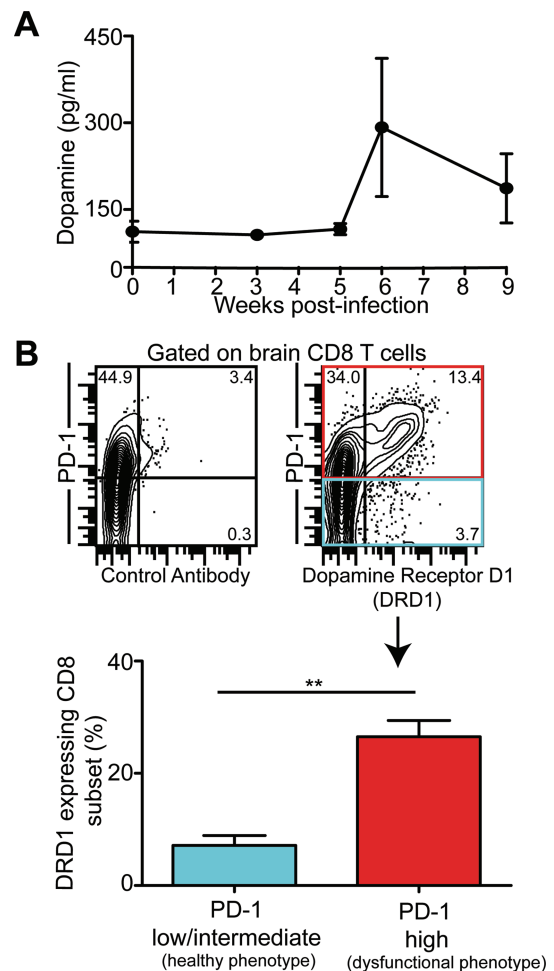 A
Dopamine (pg/ml)
450
300
150
0
0 1 2 3 4 5 6 7 8 9
Weeks post-infection
B
Gated on brain CD8 T cells
PD-1
44.9 3.4
0.3
Control Antibody
PD-1
34.0 13.4
3.7
Dopamine Receptor D1
(DRD1)
DRD1 expressing CD8
subset (%)
40
20
0
**
PD-1
low/intermediate
(healthy phenotype)
PD-1
high
(dysfunctional phenotype)